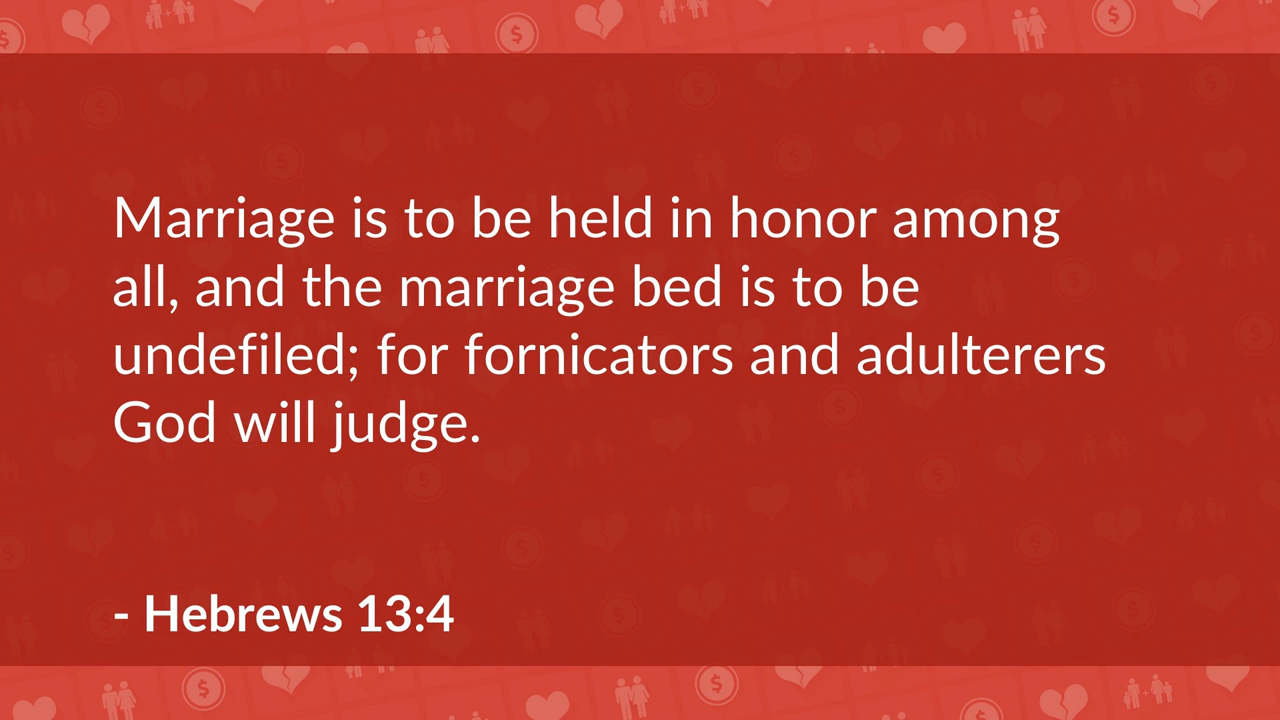 Marriage is to be held in honor among
all, and the marriage bed is to be
undefiled; for fornicators and adulterers
God will judge.
- Hebrews 13:4